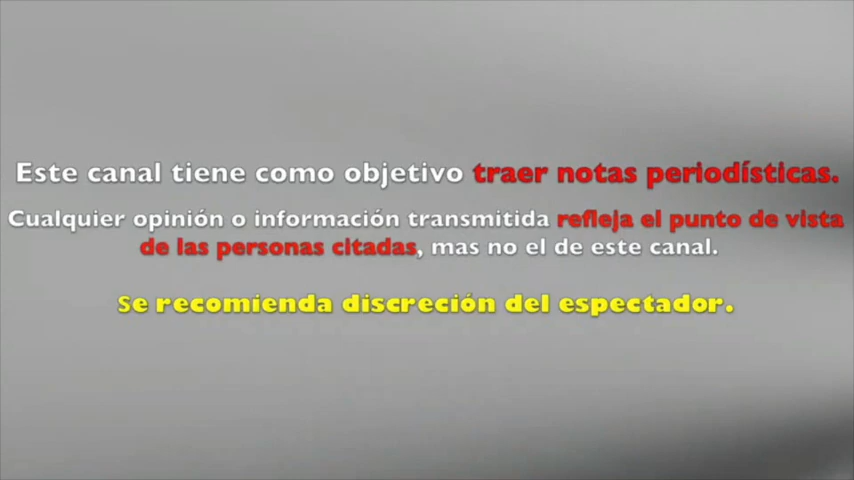 Este canal tiene como objetivo traer notas periodísticas.
Cualquier opinión o información transmitida refleja el punto de vista
de las personas citadas, mas no el de este canal.
Se recomienda discreción del espectador.